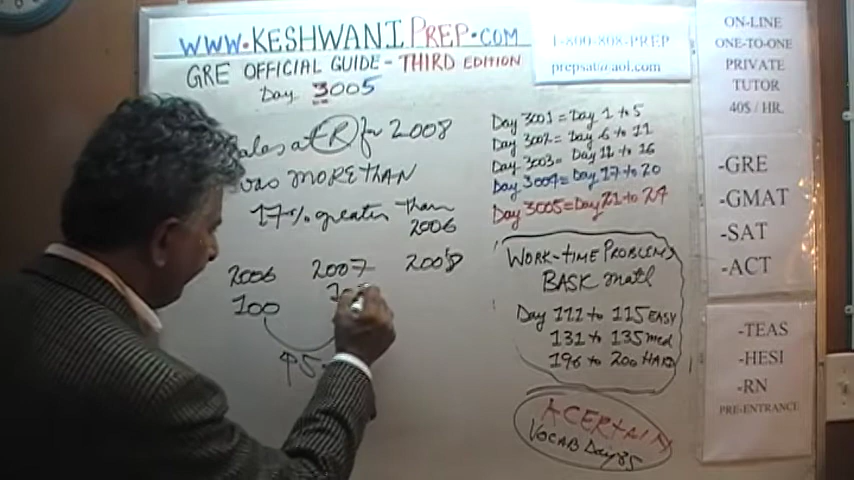 WWW.KESHWANIPREP.COM
GRE OFFICIAL GUIDE - THIRD EDITION
Day 3005
1-800-808-PREP
prepsat@aol.com
Sales at R for 2008
was MORE THAN
17% greater than
2006
2006 2007 2008
100
Day 3001 = Day 1 to 5
Day 3002 = Day 6 to 11
Day 3003 = Day 12 to 16
Day 3004 = Day 17 to 20
Day 3005 = Day 21 to 24
WORK-TIME PROBLEMS
BASK math
Day 111 to 115 EASY
131 to 135 med
196 to 200 HARD
A CERTAIN
VOCAB Day 85
ON-LINE
ONE-TO-ONE
PRIVATE
TUTOR
40$ / HR.
-GRE
-GMAT
-SAT
-ACT
-TEAS
-HESI
-RN
PRE-ENTRANCE